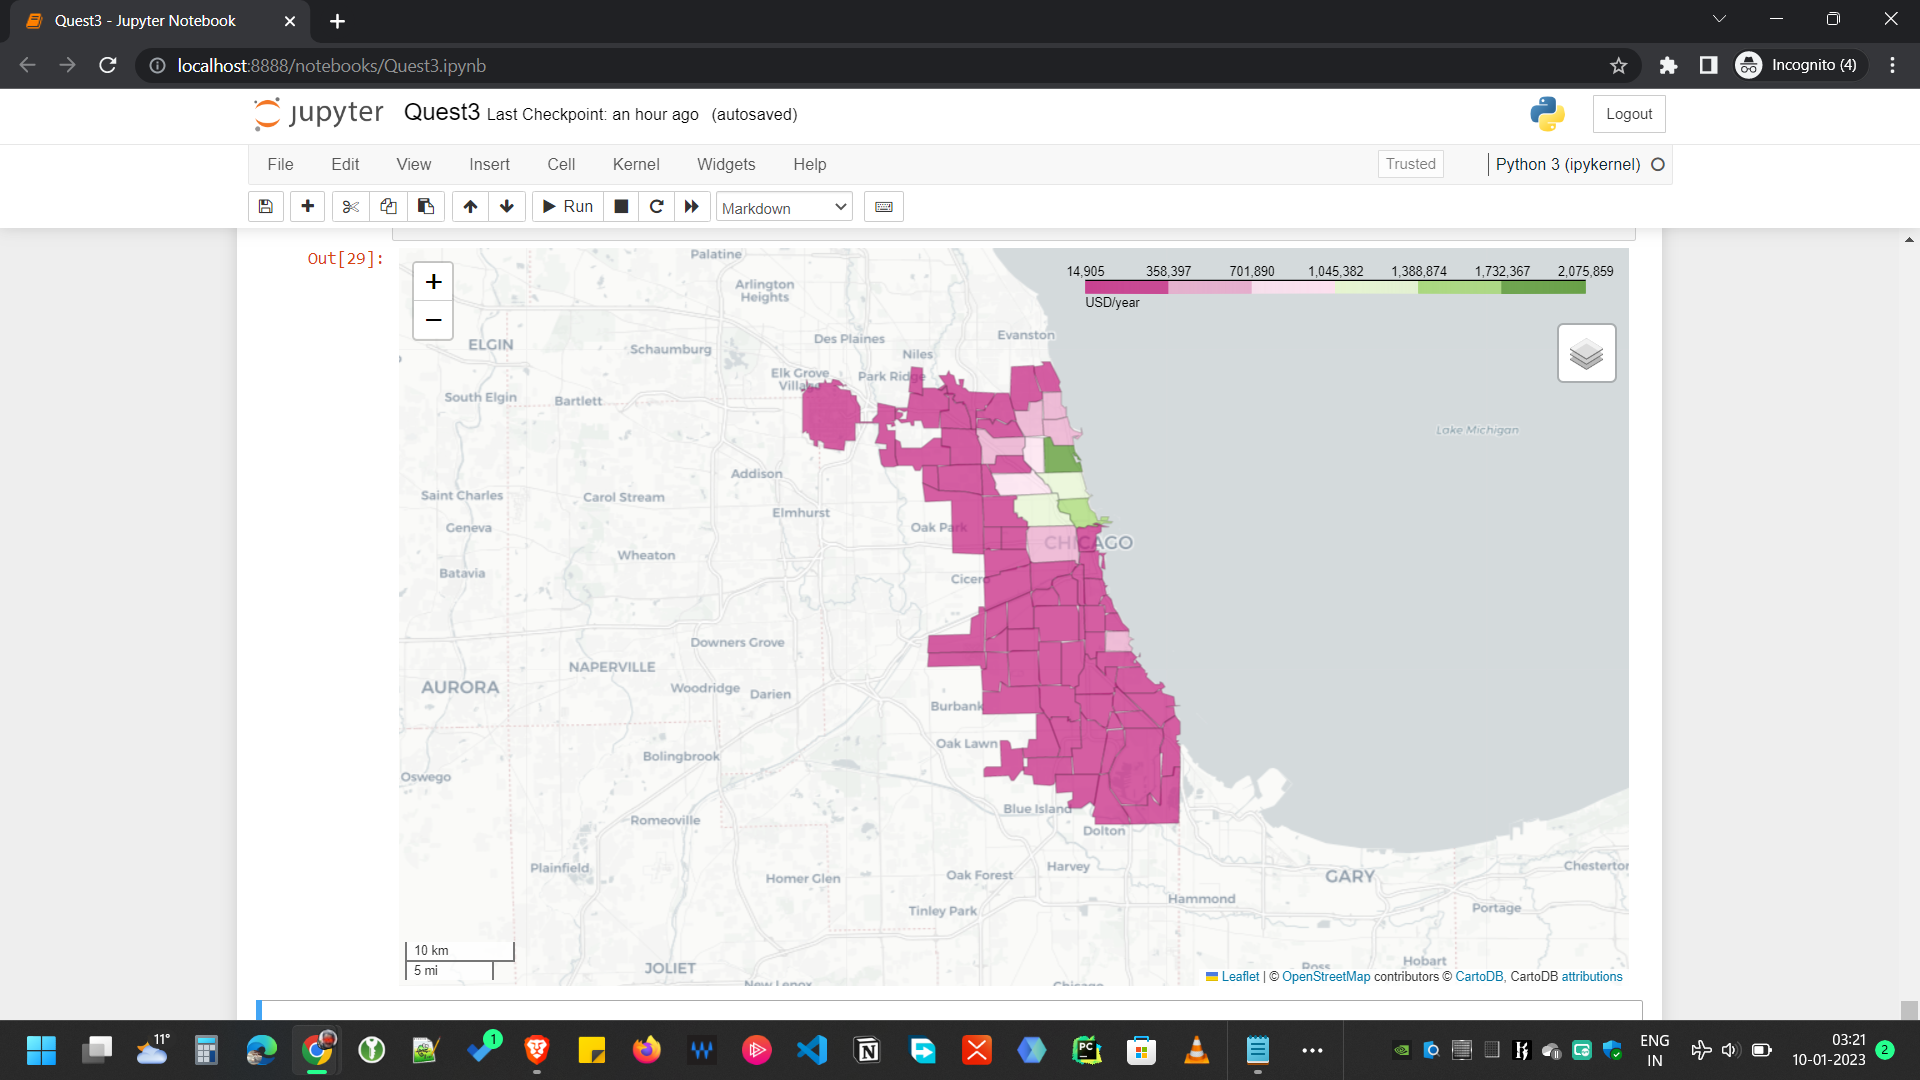 Quest3 - Jupyter Notebook
localhost:8888/notebooks/Quest3.ipynb
Incognito (4)
jupyter Quest3 Last Checkpoint: an hour ago (autosaved)
Logout
File Edit View Insert Cell Kernel Widgets Help
Trusted
Python 3 (ipykernel)
Run
Markdown
Out[29]:
+
−
14,905 358,397 701,890 1,045,382 1,388,874 1,732,367 2,075,859
USD/year
Palatine
Arlington
Heights
Evanston
Des Plaines
ELGIN
Schaumburg
Niles
Elk Grove
Village
Park Ridge
South Elgin
Bartlett
Lake Michigan
Addison
Saint Charles
Carol Stream
Elmhurst
Geneva
Oak Park
CHICAGO
Wheaton
Batavia
Cicero
Downers Grove
NAPERVILLE
AURORA
Woodridge
Darien
Burbank
Oak Lawn
Bolingbrook
Oswego
Blue Island
Romeoville
Dolton
Plainfield
Homer Glen
Oak Forest
Harvey
GARY
Chesterton
Hammond
Tinley Park
Portage
10 km
5 mi
JOLIET
Hobart
Ross
New Lenox
Chicago
Leaflet | © OpenStreetMap contributors © CartoDB, CartoDB attributions
11°
1
PC
ENG
IN
03:21
10-01-2023
2